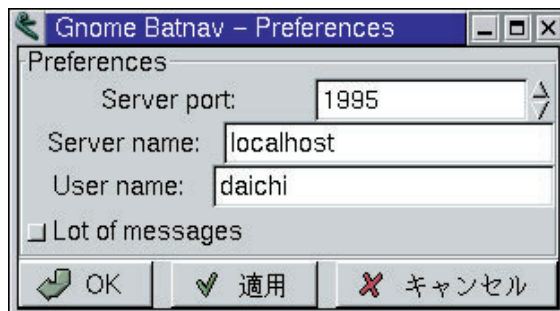 Gnome Batnav – Preferences
Preferences
Server port: 1995
Server name: localhost
User name: daichi
Lot of messages
OK 適用 キャンセル